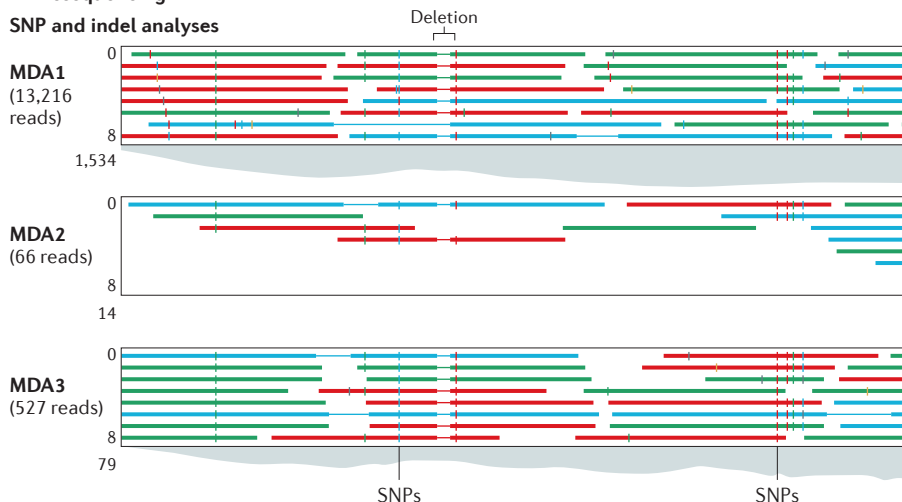 SNP and indel analyses
Deletion
0
MDA1
(13,216
reads)
8
1,534
0
MDA2
(66 reads)
8
14
0
MDA3
(527 reads)
8
79
SNPs SNPs